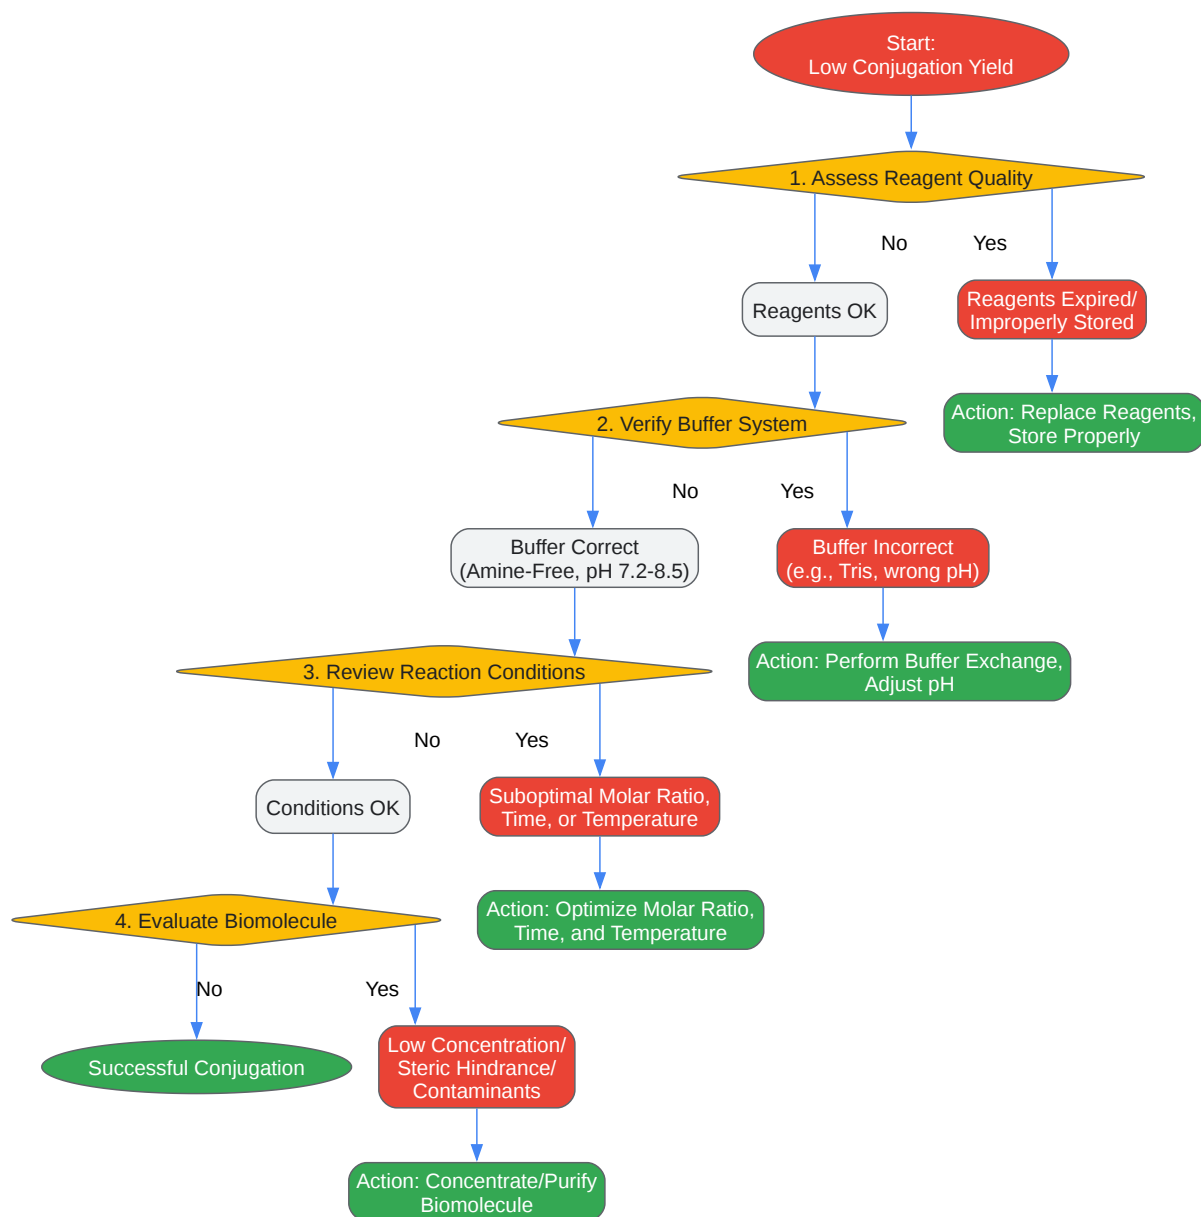 Start:
Low Conjugation Yield
1. Assess Reagent Quality
No
Yes
Reagents OK
Reagents Expired/
Improperly Stored
Action: Replace Reagents,
Store Properly
2. Verify Buffer System
No
Yes
Buffer Correct
(Amine-Free, pH 7.2-8.5)
Buffer Incorrect
(e.g., Tris, wrong pH)
Action: Perform Buffer Exchange,
Adjust pH
3. Review Reaction Conditions
No
Yes
Conditions OK
Suboptimal Molar Ratio,
Time, or Temperature
Action: Optimize Molar Ratio,
Time, and Temperature
4. Evaluate Biomolecule
No
Yes
Successful Conjugation
Low Concentration/
Steric Hindrance/
Contaminants
Action: Concentrate/Purify
Biomolecule